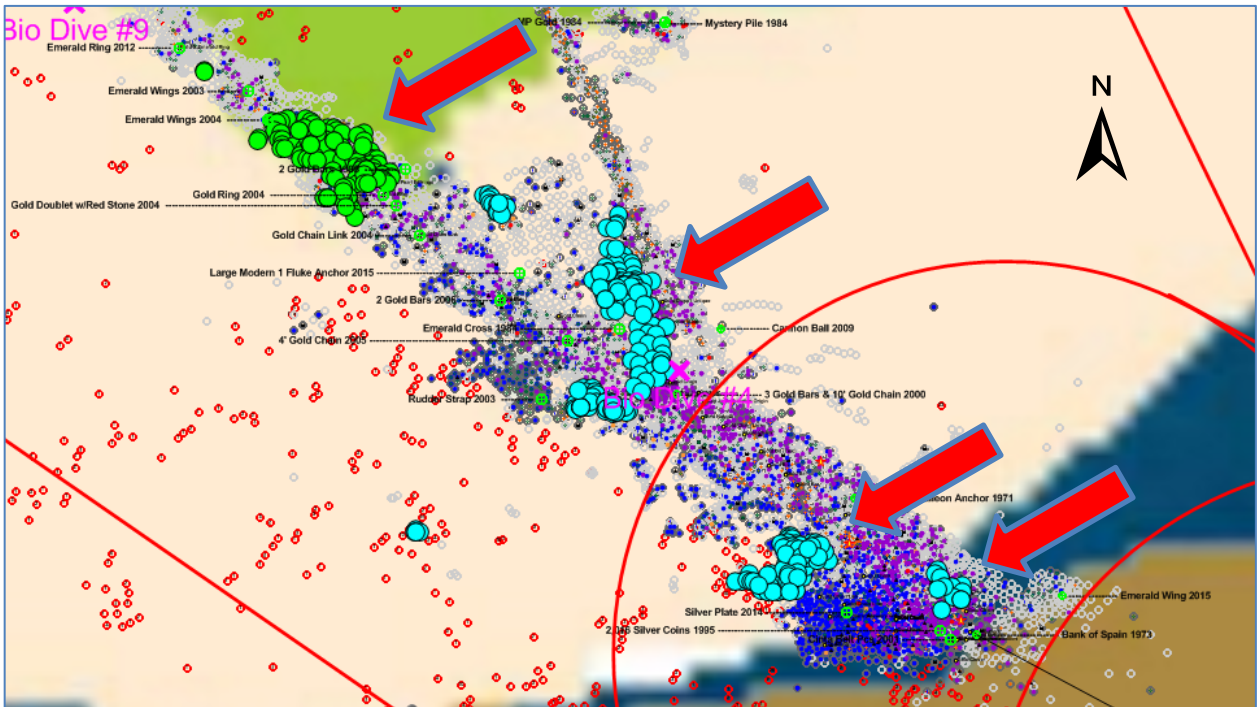 MP Gold 1984
Mystery Pile 1984
Bio Dive #9
Emerald Ring 2012
Emerald Wings 2003
N
Emerald Wings 2004
2 Gold Bars
Gold Ring 2004
Gold Doublet w/Red Stone 2004
Gold Chain Link 2004
Large Modern 1 Fluke Anchor 2015
2 Gold Bars 2006
Emerald Cross
Cannon Ball 2009
4' Gold Chain 2005
3 Gold Bars & 10' Gold Chain 2000
Rudder Strap 2003
Bio Dive #4
Anchor 1971
Silver Plate 2014
Emerald Wing 2015
Silver Coins 1995
Bank of Spain 1973